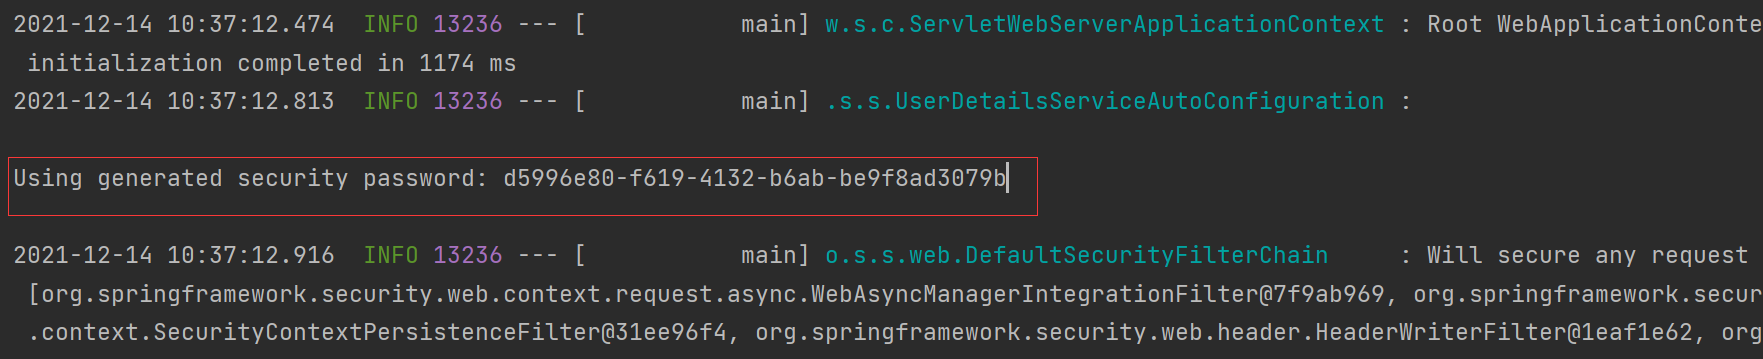 2021-12-14 10:37:12.474  INFO 13236 --- [           main] w.s.c.ServletWebServerApplicationContext : Root WebApplicationConte
 initialization completed in 1174 ms
2021-12-14 10:37:12.813  INFO 13236 --- [           main] .s.s.UserDetailsServiceAutoConfiguration :
Using generated security password: d5996e80-f619-4132-b6ab-be9f8ad3079b
2021-12-14 10:37:12.916  INFO 13236 --- [           main] o.s.s.web.DefaultSecurityFilterChain     : Will secure any request
 [org.springframework.security.web.context.request.async.WebAsyncManagerIntegrationFilter@7f9ab969, org.springframework.secur
 .context.SecurityContextPersistenceFilter@31ee96f4, org.springframework.security.web.header.HeaderWriterFilter@1eaf1e62, org